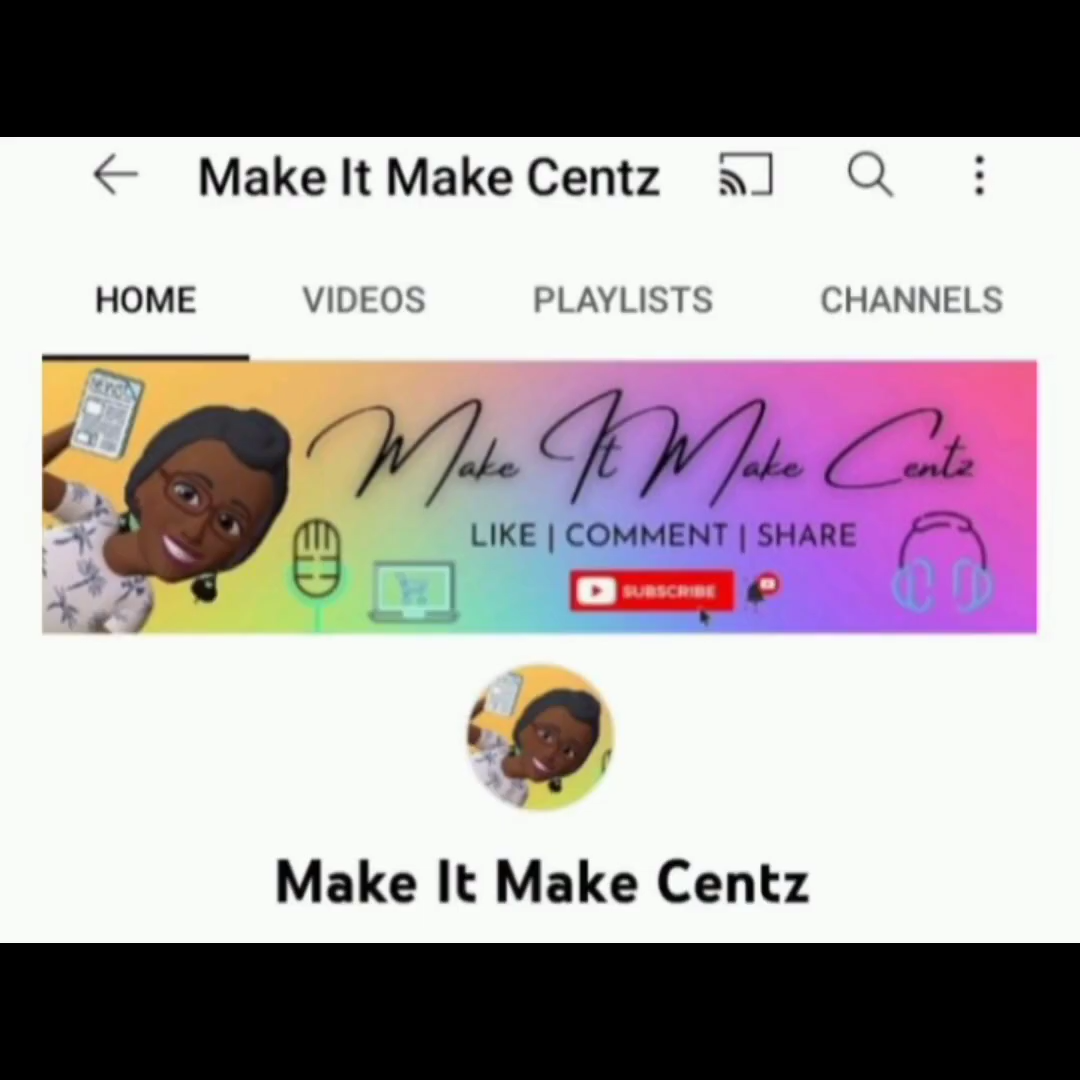 Make It Make Centz
HOME VIDEOS PLAYLISTS CHANNELS
NEWS
Make It Make Centz
LIKE | COMMENT | SHARE
SUBSCRIBE
Make It Make Centz